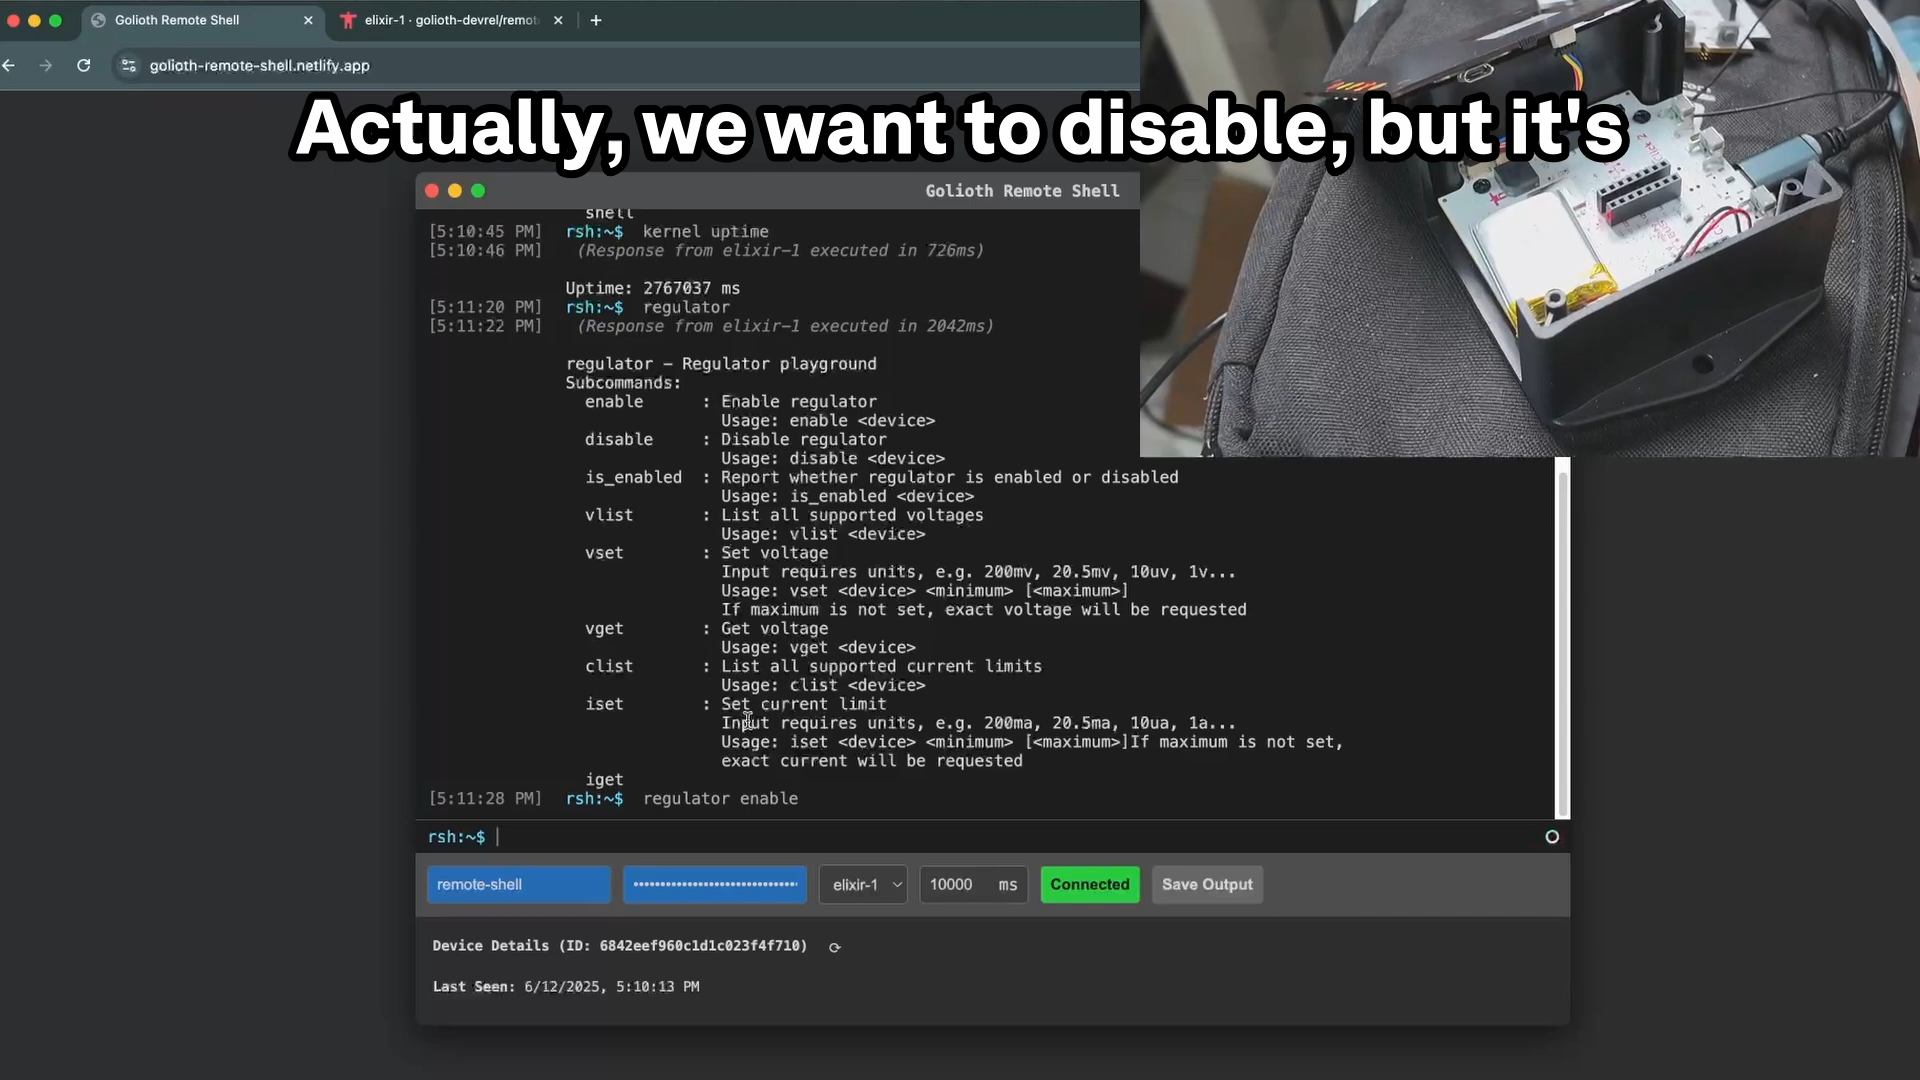 Golioth Remote Shell
elixir-1 · golioth-devrel/remot
golioth-remote-shell.netlify.app
Actually, we want to disable, but it's
Golioth Remote Shell
shell
[5:10:45 PM] rsh:~$ kernel uptime
[5:10:46 PM] (Response from elixir-1 executed in 726ms)
Uptime: 2767037 ms
[5:11:20 PM] rsh:~$ regulator
[5:11:22 PM] (Response from elixir-1 executed in 2042ms)
regulator - Regulator playground
Subcommands:
enable : Enable regulator
Usage: enable <device>
disable : Disable regulator
Usage: disable <device>
is_enabled : Report whether regulator is enabled or disabled
Usage: is_enabled <device>
vlist : List all supported voltages
Usage: vlist <device>
vset : Set voltage
Input requires units, e.g. 200mv, 20.5mv, 10uv, 1v...
Usage: vset <device> <minimum> [<maximum>]
If maximum is not set, exact voltage will be requested
vget : Get voltage
Usage: vget <device>
clist : List all supported current limits
Usage: clist <device>
iset : Set current limit
Input requires units, e.g. 200ma, 20.5ma, 10ua, 1a...
Usage: iset <device> <minimum> [<maximum>]If maximum is not set,
exact current will be requested
iget
[5:11:28 PM] rsh:~$ regulator enable
rsh:~$
remote-shell
elixir-1
10000 ms
Connected
Save Output
Device Details (ID: 6842eef960c1d1c023f4f710)
Last Seen: 6/12/2025, 5:10:13 PM